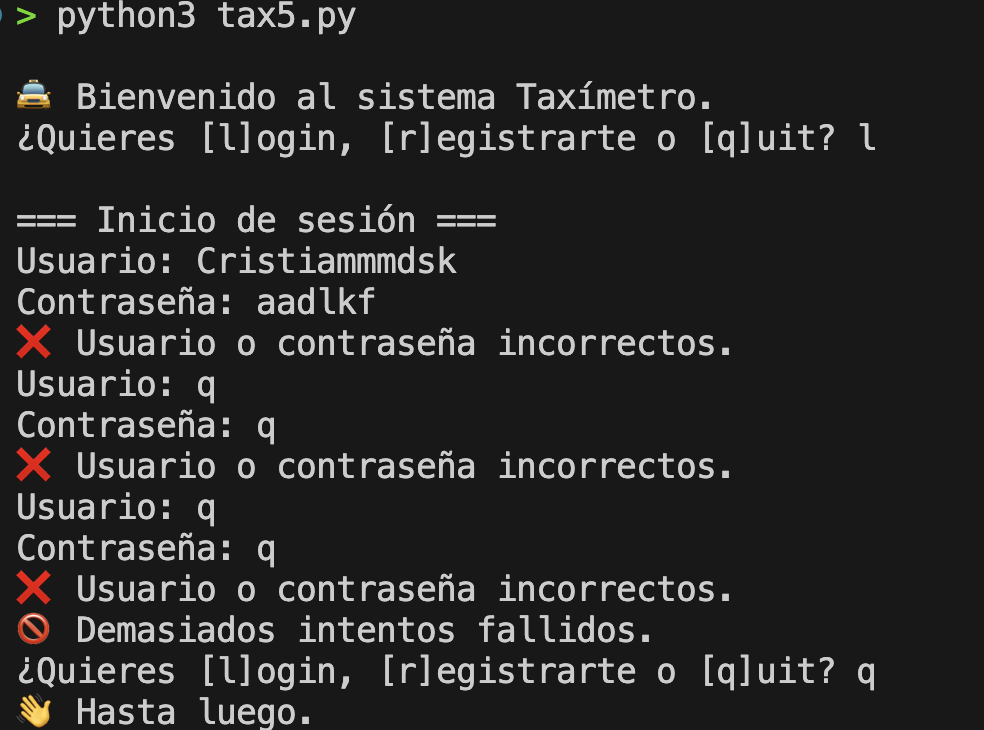 > python3 tax5.py
🚖 Bienvenido al sistema Taxímetro.
¿Quieres [l]ogin, [r]egistrarte o [q]uit? l
=== Inicio de sesión ===
Usuario: Cristiammmdsk
Contraseña: aadlkf
❌ Usuario o contraseña incorrectos.
Usuario: q
Contraseña: q
❌ Usuario o contraseña incorrectos.
Usuario: q
Contraseña: q
❌ Usuario o contraseña incorrectos.
🚫 Demasiados intentos fallidos.
¿Quieres [l]ogin, [r]egistrarte o [q]uit? q
👋 Hasta luego.